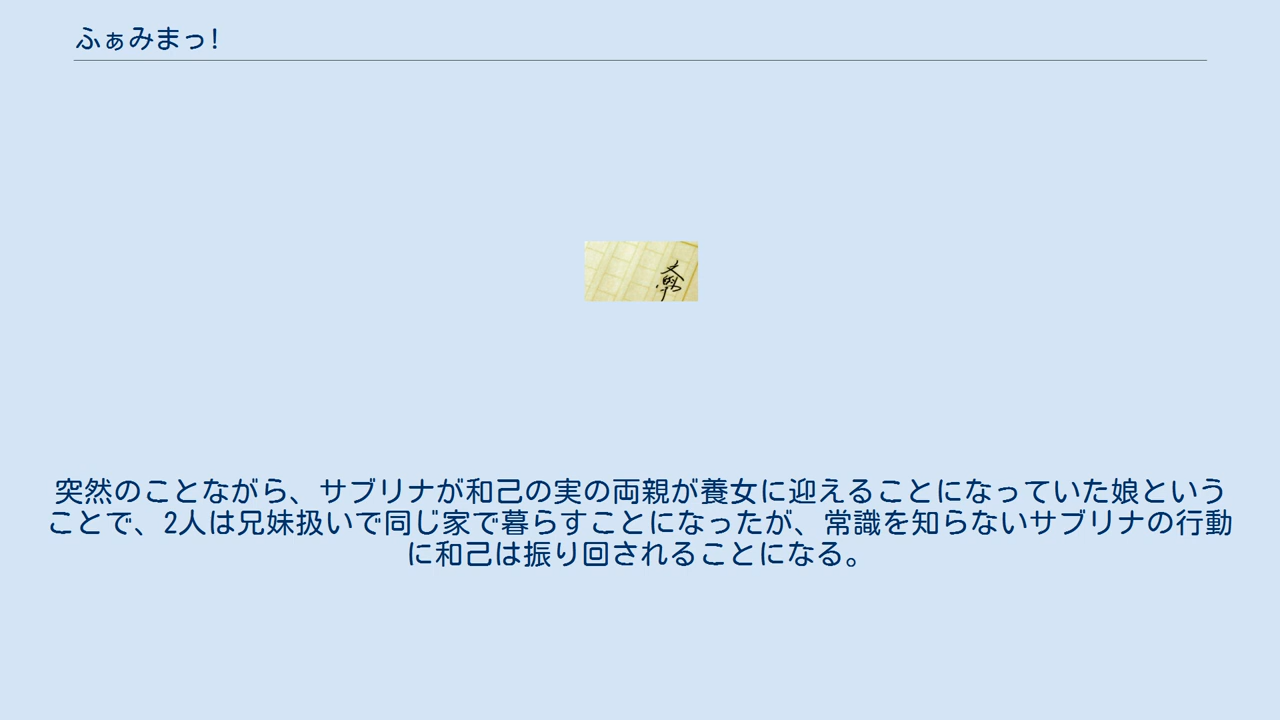 ふぁみまっ!
突然のことながら、サブリナが和己の実の両親が養女に迎えることになっていた娘という
ことで、2人は兄妹扱いで同じ家で暮らすことになったが、常識を知らないサブリナの行動
に和己は振り回されることになる。